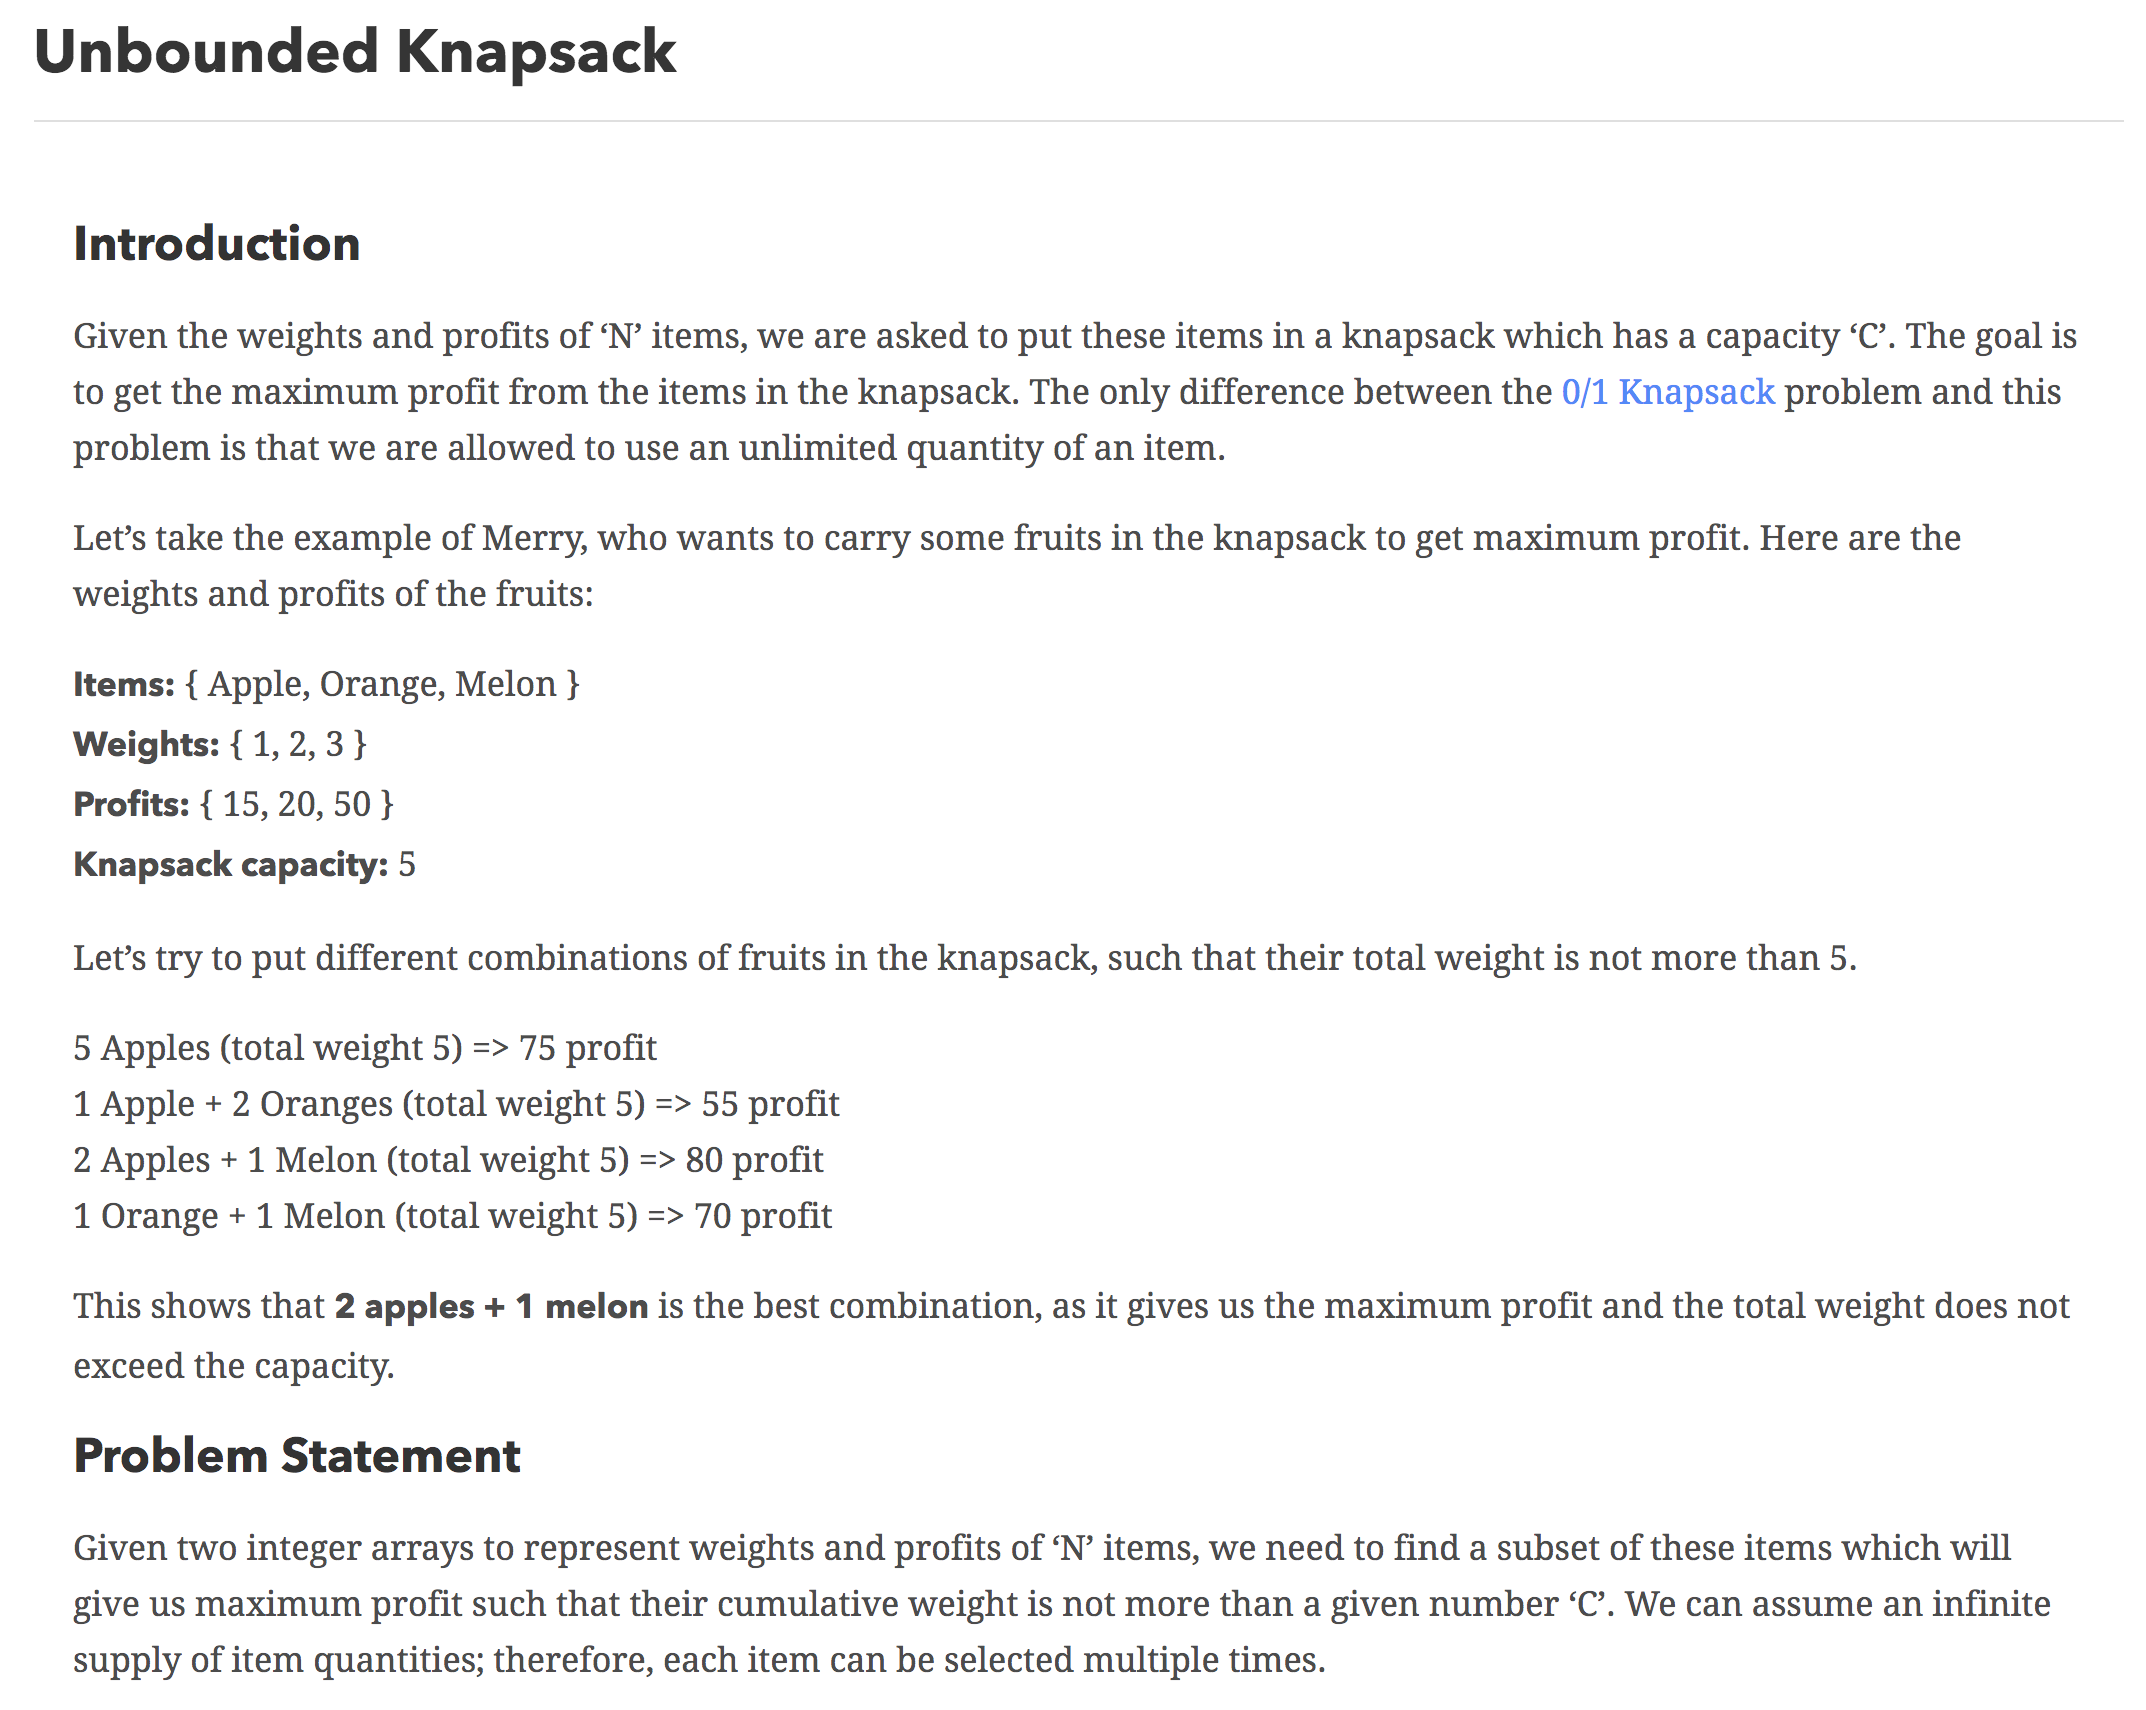 Unbounded Knapsack
Introduction
Given the weights and profits of ‘N’ items, we are asked to put these items in a knapsack which has a capacity ‘C’. The goal is
to get the maximum profit from the items in the knapsack. The only difference between the 0/1 Knapsack problem and this
problem is that we are allowed to use an unlimited quantity of an item.
Let’s take the example of Merry, who wants to carry some fruits in the knapsack to get maximum profit. Here are the
weights and profits of the fruits:
Items: { Apple, Orange, Melon }
Weights: { 1, 2, 3 }
Profits: { 15, 20, 50 }
Knapsack capacity: 5
Let’s try to put different combinations of fruits in the knapsack, such that their total weight is not more than 5.
5 Apples (total weight 5) => 75 profit
1 Apple + 2 Oranges (total weight 5) => 55 profit
2 Apples + 1 Melon (total weight 5) => 80 profit
1 Orange + 1 Melon (total weight 5) => 70 profit
This shows that 2 apples + 1 melon is the best combination, as it gives us the maximum profit and the total weight does not
exceed the capacity.
Problem Statement
Given two integer arrays to represent weights and profits of ‘N’ items, we need to find a subset of these items which will
give us maximum profit such that their cumulative weight is not more than a given number ‘C’. We can assume an infinite
supply of item quantities; therefore, each item can be selected multiple times.